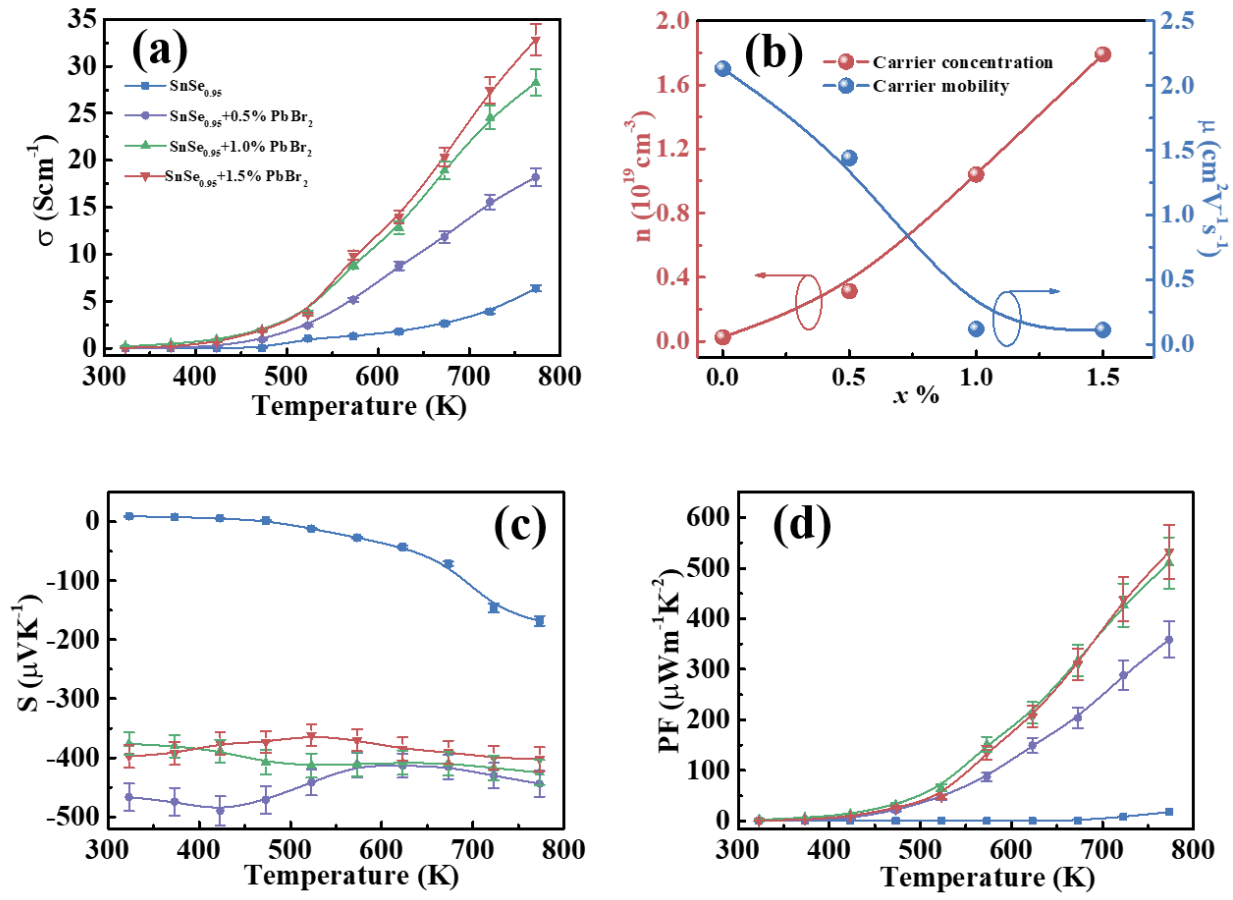 (a)
35
30
25
20
15
10
5
0
σ (Scm⁻¹)
SnSe₀.₉₅
SnSe₀.₉₅+0.5% PbBr₂
SnSe₀.₉₅+1.0% PbBr₂
SnSe₀.₉₅+1.5% PbBr₂
300 400 500 600 700 800
Temperature (K)
(b)
2.0
1.8
1.6
1.2
0.8
0.4
0.0
n (10¹⁹ cm⁻³)
Carrier concentration
Carrier mobility
2.5
2.0
1.5
1.0
0.5
0.0
μ (cm²V⁻¹s⁻¹)
0.0 0.5 1.0 1.5
x %
(c)
0
-100
-200
-300
-400
-500
S (μVK⁻¹)
300 400 500 600 700 800
Temperature (K)
(d)
600
500
400
300
200
100
0
PF (μWm⁻¹K⁻²)
300 400 500 600 700 800
Temperature (K)